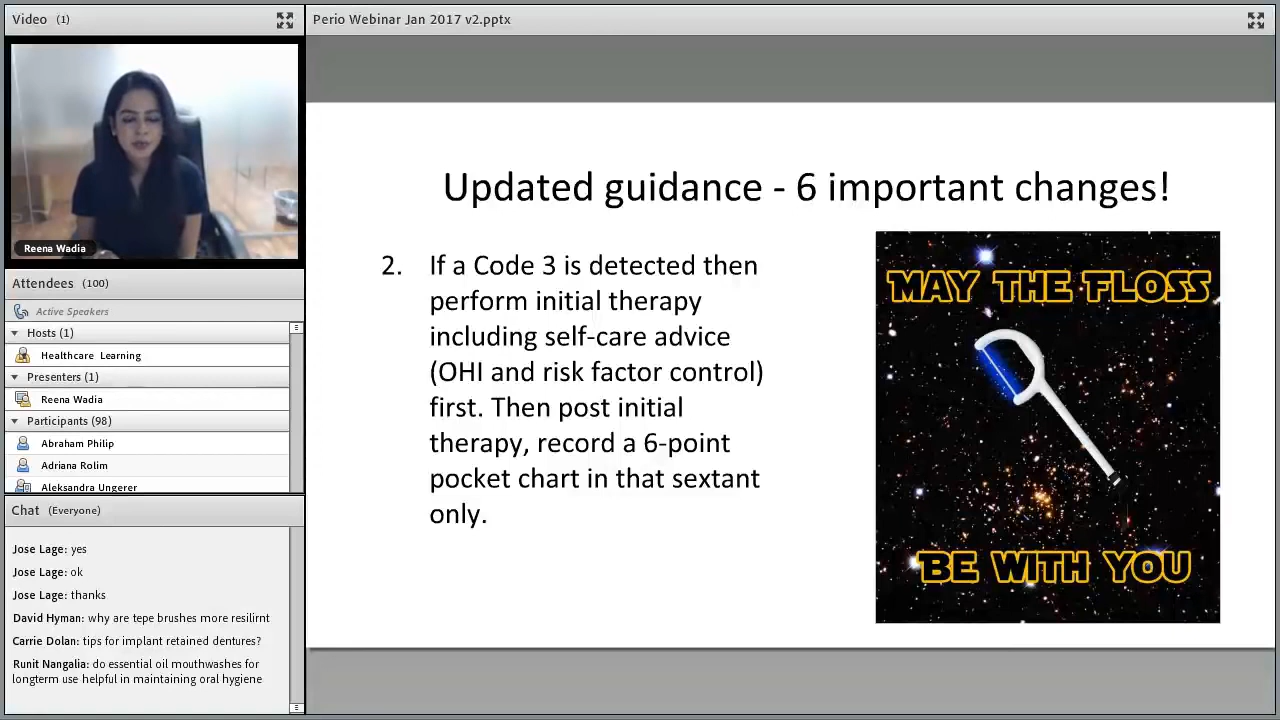 Video (1)
Reena Wadia
Attendees (100)
Active Speakers
Hosts (1)
Healthcare Learning
Presenters (1)
Reena Wadia
Participants (98)
Abraham Philip
Adriana Rolim
Aleksandra Ungerer
Chat (Everyone)
Jose Lage: yes
Jose Lage: ok
Jose Lage: thanks
David Hyman: why are tepe brushes more resilirnt
Carrie Dolan: tips for implant retained dentures?
Runit Nangalia: do essential oil mouthwashes for
longterm use helpful in maintaining oral hygiene
Perio Webinar Jan 2017 v2.pptx
Updated guidance - 6 important changes!
2. If a Code 3 is detected then
perform initial therapy
including self-care advice
(OHI and risk factor control)
first. Then post initial
therapy, record a 6-point
pocket chart in that sextant
only.
MAY THE FLOSS
BE WITH YOU